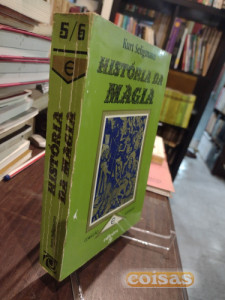 5/6
HISTÓRIA
DA MAGIA
Kurt Seligmann
HISTÓRIA DA
MAGIA
coisas